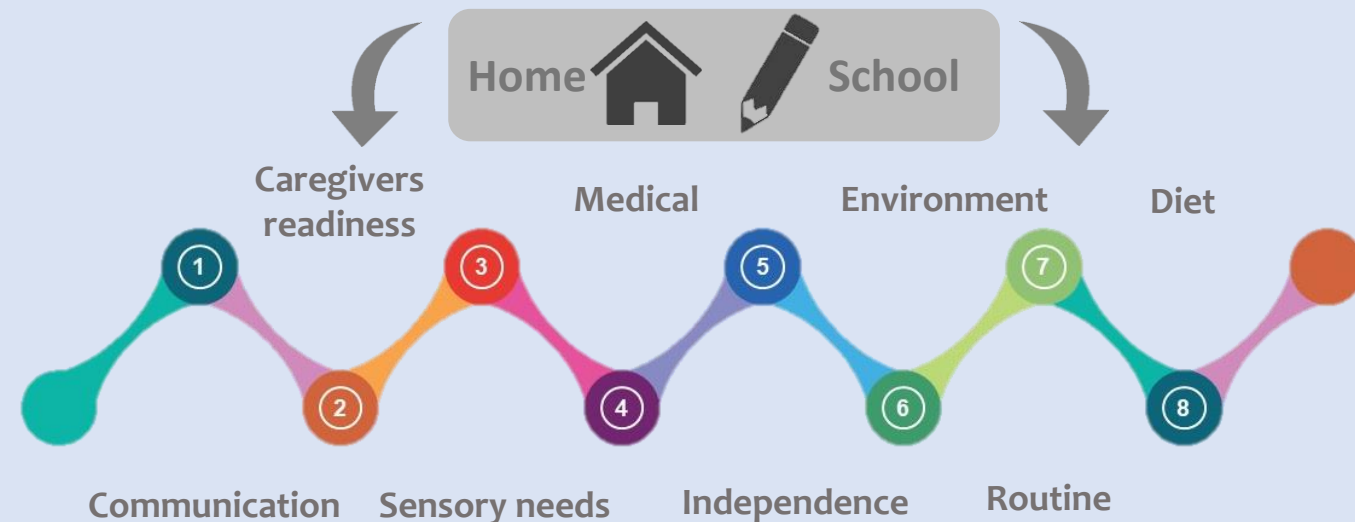 Home
School
Caregivers
readiness
Medical
Environment
Diet
1
3
5
7
2
4
6
8
Communication
Sensory needs
Independence
Routine